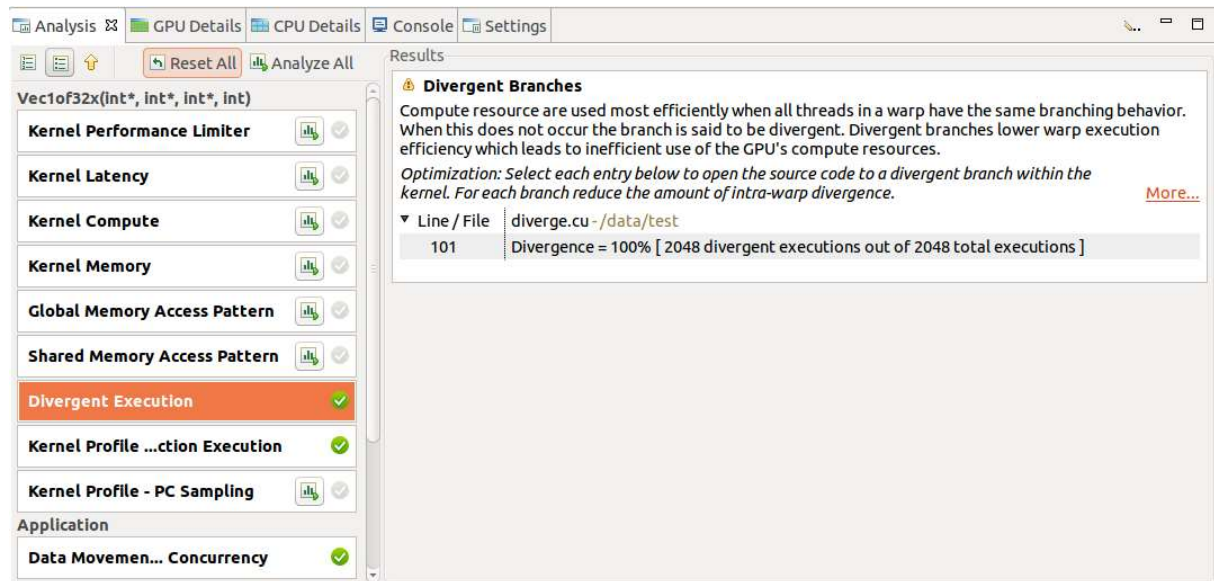 Analysis GPU Details CPU Details Console Settings
Reset All Analyze All
Vec1of32x(int*, int*, int*, int)
Kernel Performance Limiter
Kernel Latency
Kernel Compute
Kernel Memory
Global Memory Access Pattern
Shared Memory Access Pattern
Divergent Execution
Kernel Profile ...ction Execution
Kernel Profile - PC Sampling
Application
Data Movemen... Concurrency
Results
Divergent Branches
Compute resource are used most efficiently when all threads in a warp have the same branching behavior.
When this does not occur the branch is said to be divergent. Divergent branches lower warp execution
efficiency which leads to inefficient use of the GPU's compute resources.
Optimization: Select each entry below to open the source code to a divergent branch within the
kernel. For each branch reduce the amount of intra-warp divergence. More...
Line / File diverge.cu - /data/test
101 Divergence = 100% [ 2048 divergent executions out of 2048 total executions ]